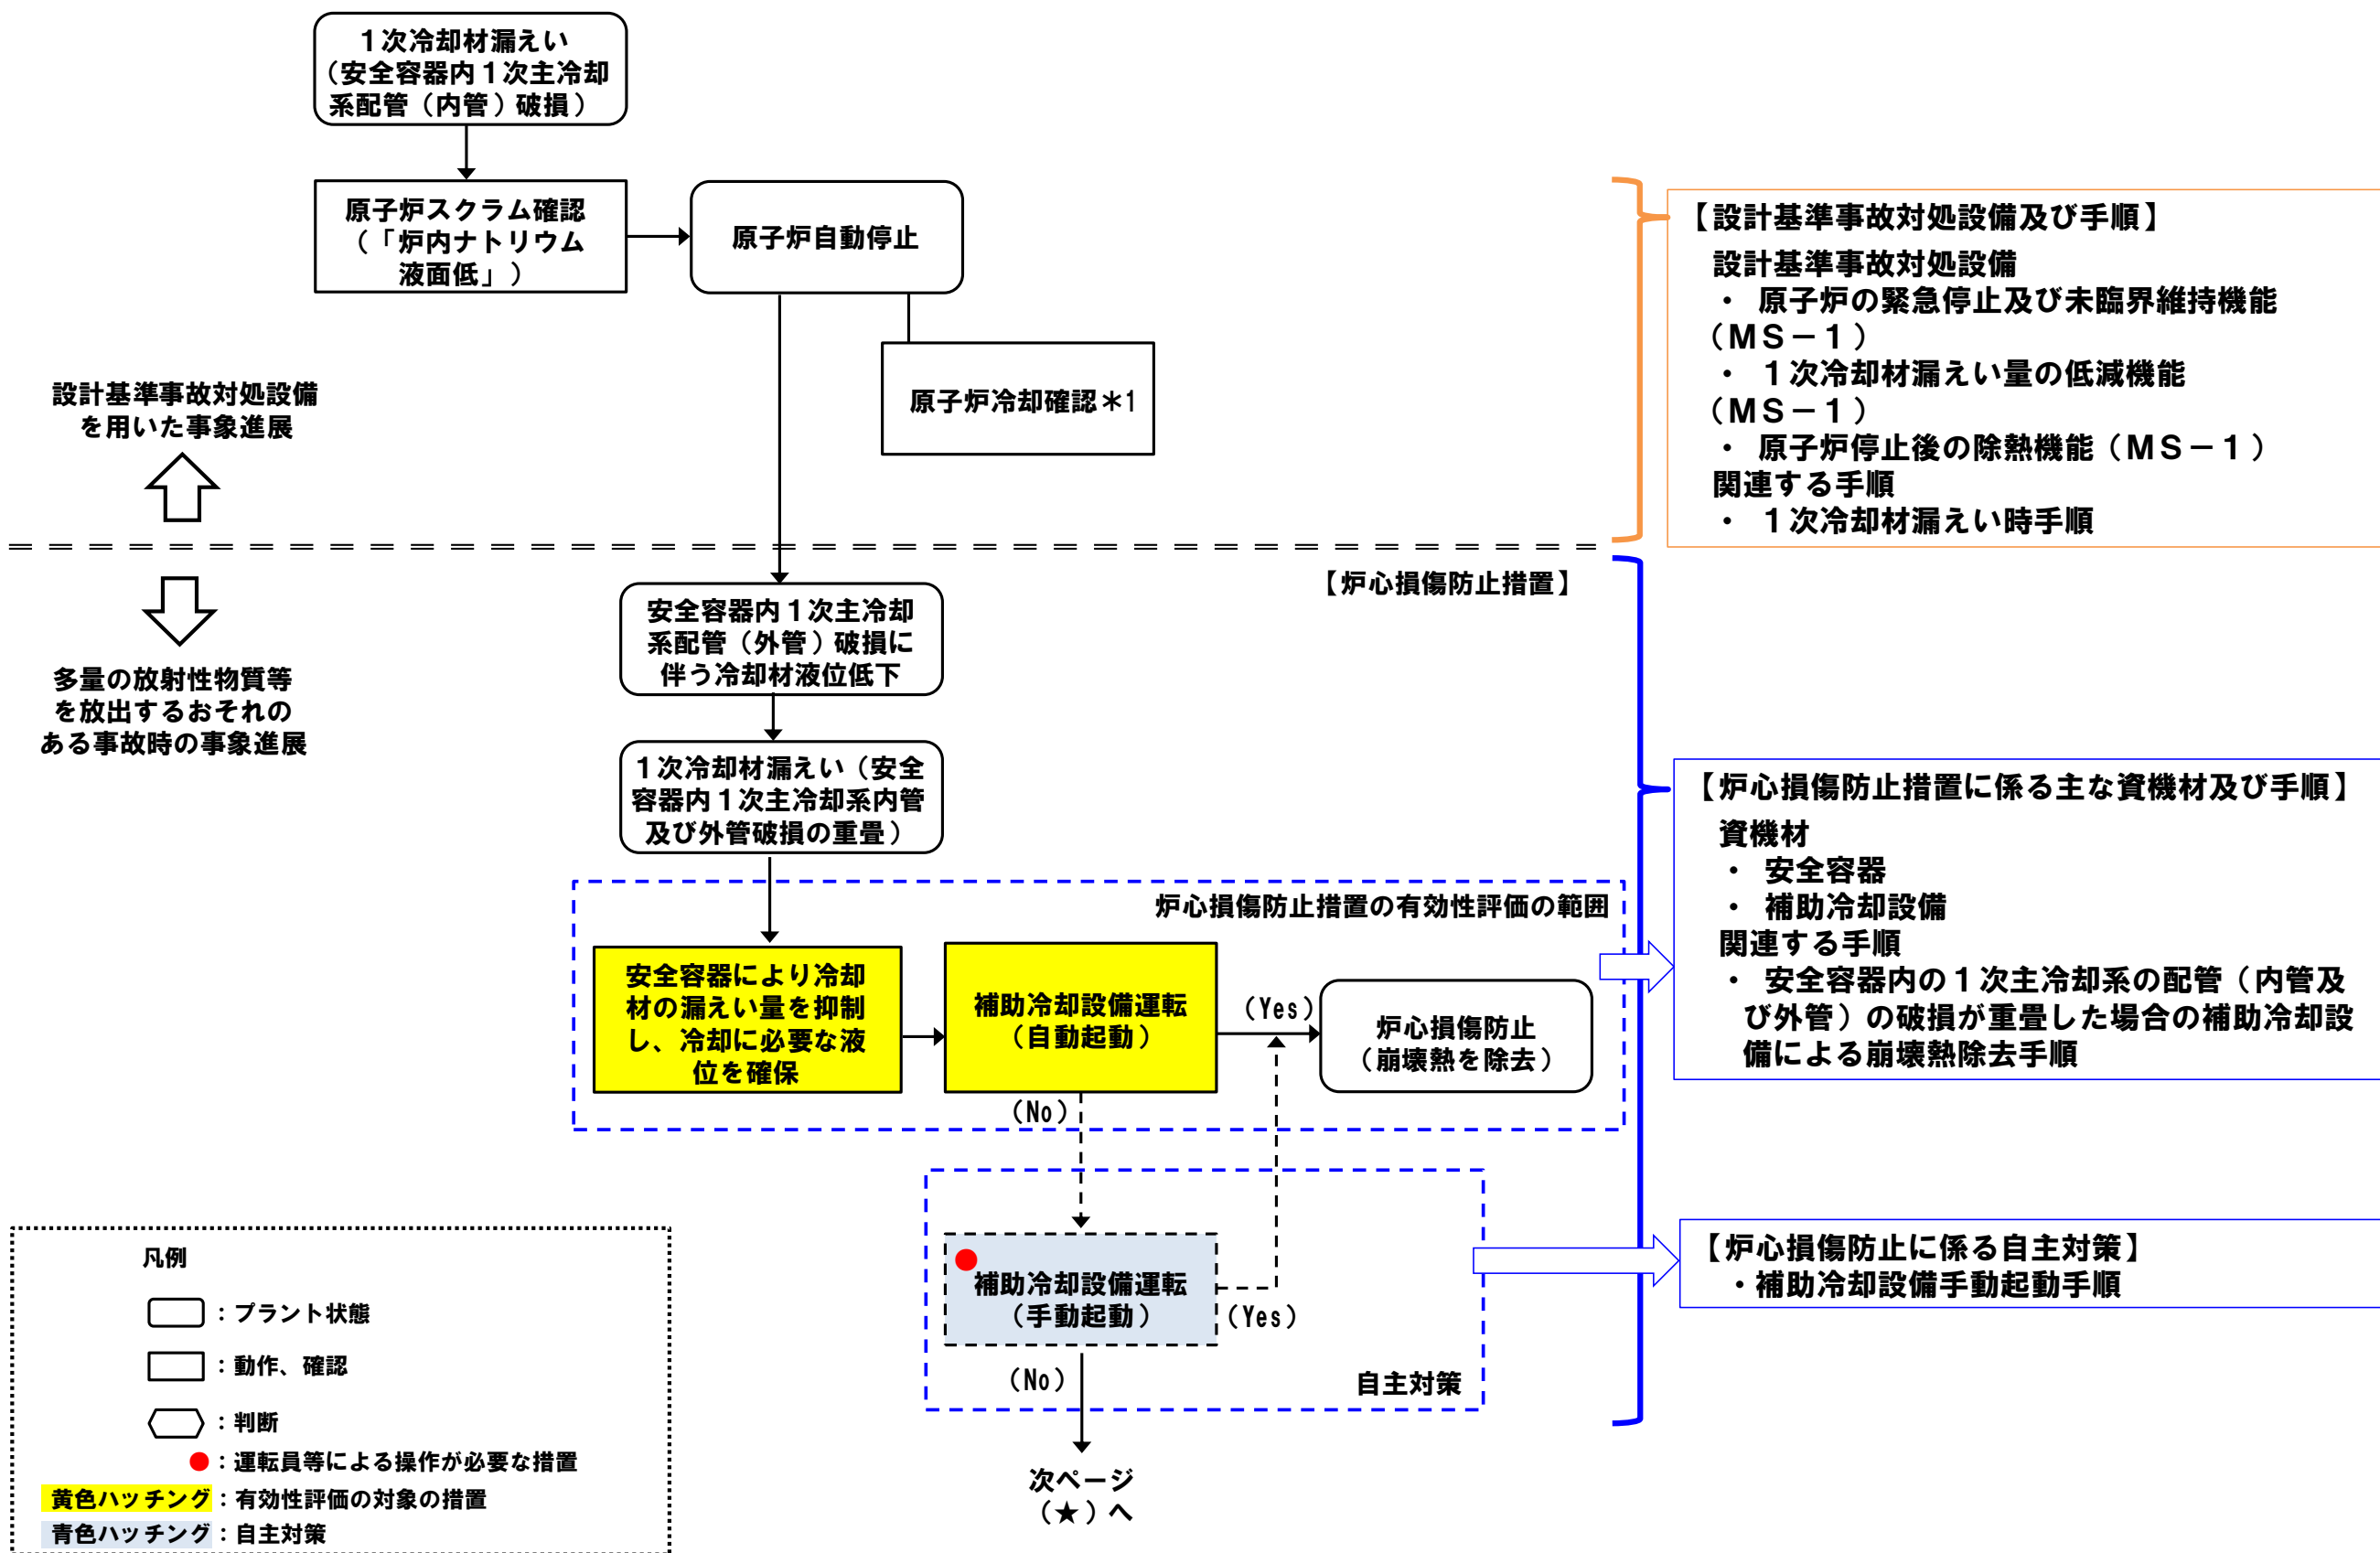 1次冷却材漏えい
（安全容器内１次主冷却
系配管（内管）破損）
原子炉スクラム確認
（「炉内ナトリウム
液面低」）
原子炉自動停止
原子炉冷却確認＊1
設計基準事故対処設備
を用いた事象進展
多量の放射性物質等
を放出するおそれの
ある事故時の事象進展
【設計基準事故対処設備及び手順】
設計基準事故対処設備
・ 原子炉の緊急停止及び未臨界維持機能
（ＭＳ－１）
・ １次冷却材漏えい量の低減機能
（ＭＳ－１）
・ 原子炉停止後の除熱機能（ＭＳ－１）
関連する手順
・ １次冷却材漏えい時手順
【炉心損傷防止措置】
安全容器内１次主冷却
系配管（外管）破損に
伴う冷却材液位低下
１次冷却材漏えい（安全
容器内１次主冷却系内管
及び外管破損の重畳）
炉心損傷防止措置の有効性評価の範囲
安全容器により冷却
材の漏えい量を抑制
し、冷却に必要な液
位を確保
補助冷却設備運転
（自動起動）
（Yes）
炉心損傷防止
（崩壊熱を除去）
（No）
補助冷却設備運転
（手動起動）
（Yes）
（No）
自主対策
次ページ
（★）へ
【炉心損傷防止措置に係る主な資機材及び手順】
資機材
・ 安全容器
・ 補助冷却設備
関連する手順
・ 安全容器内の１次主冷却系の配管（内管及
び外管）の破損が重畳した場合の補助冷却設
備による崩壊熱除去手順
【炉心損傷防止に係る自主対策】
・補助冷却設備手動起動手順
凡例
：プラント状態
：動作、確認
：判断
：運転員等による操作が必要な措置
黄色ハッチング：有効性評価の対象の措置
青色ハッチング：自主対策